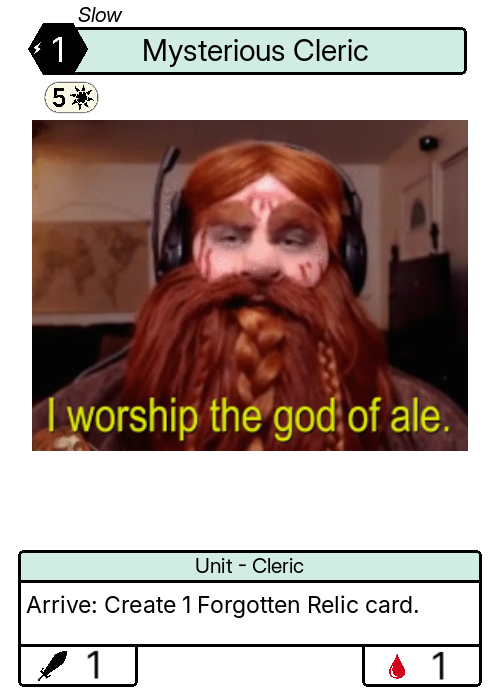 Slow
1 Mysterious Cleric
5
I worship the god of ale.
Unit - Cleric
Arrive: Create 1 Forgotten Relic card.
1 1